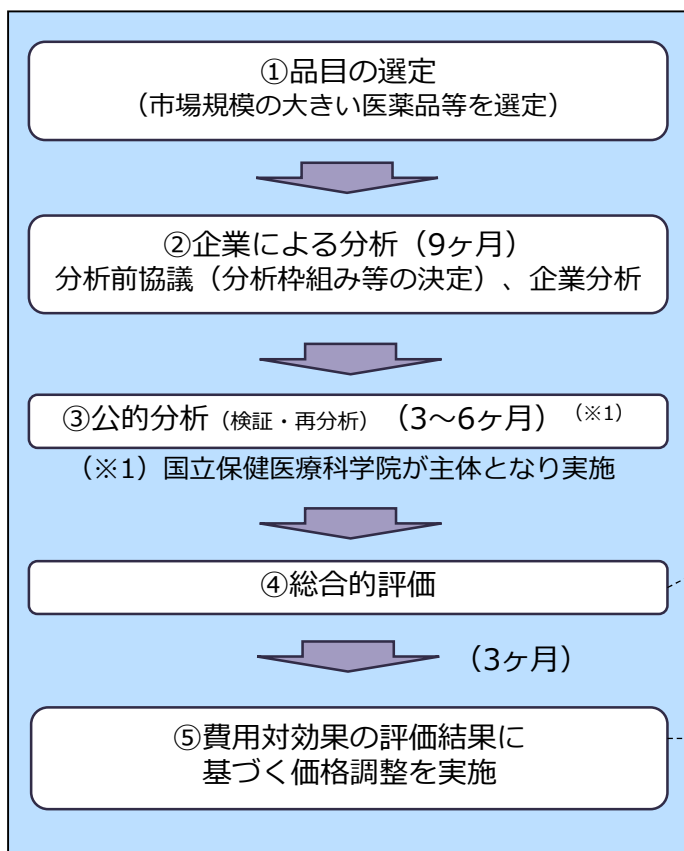 ①品目の選定
（市場規模の大きい医薬品等を選定）
②企業による分析（9ヶ月）
分析前協議（分析枠組み等の決定）、企業分析
③公的分析（検証・再分析）（3～6ヶ月）（※1）
（※1）国立保健医療科学院が主体となり実施
④総合的評価
（3ヶ月）
⑤費用対効果の評価結果に
基づく価格調整を実施